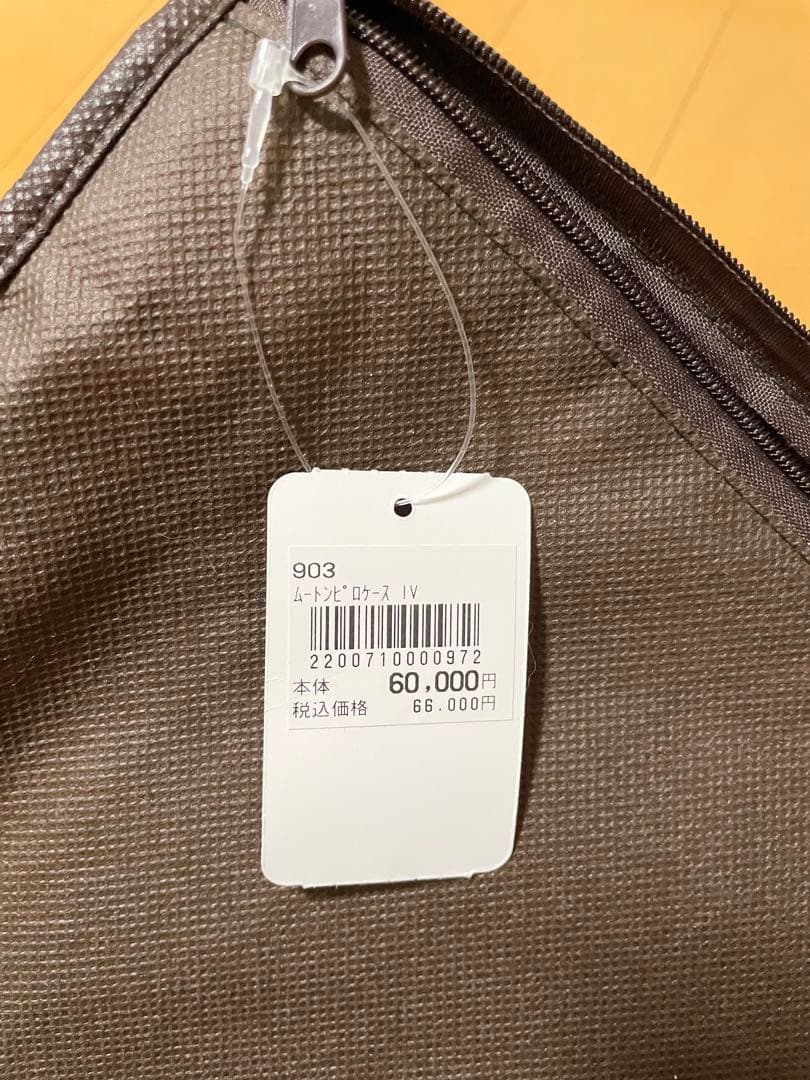 903
ﾑｰﾄﾝﾋﾟﾛｹｰｽ IV
2200710000972
本体 60,000円
税込価格 66.000円